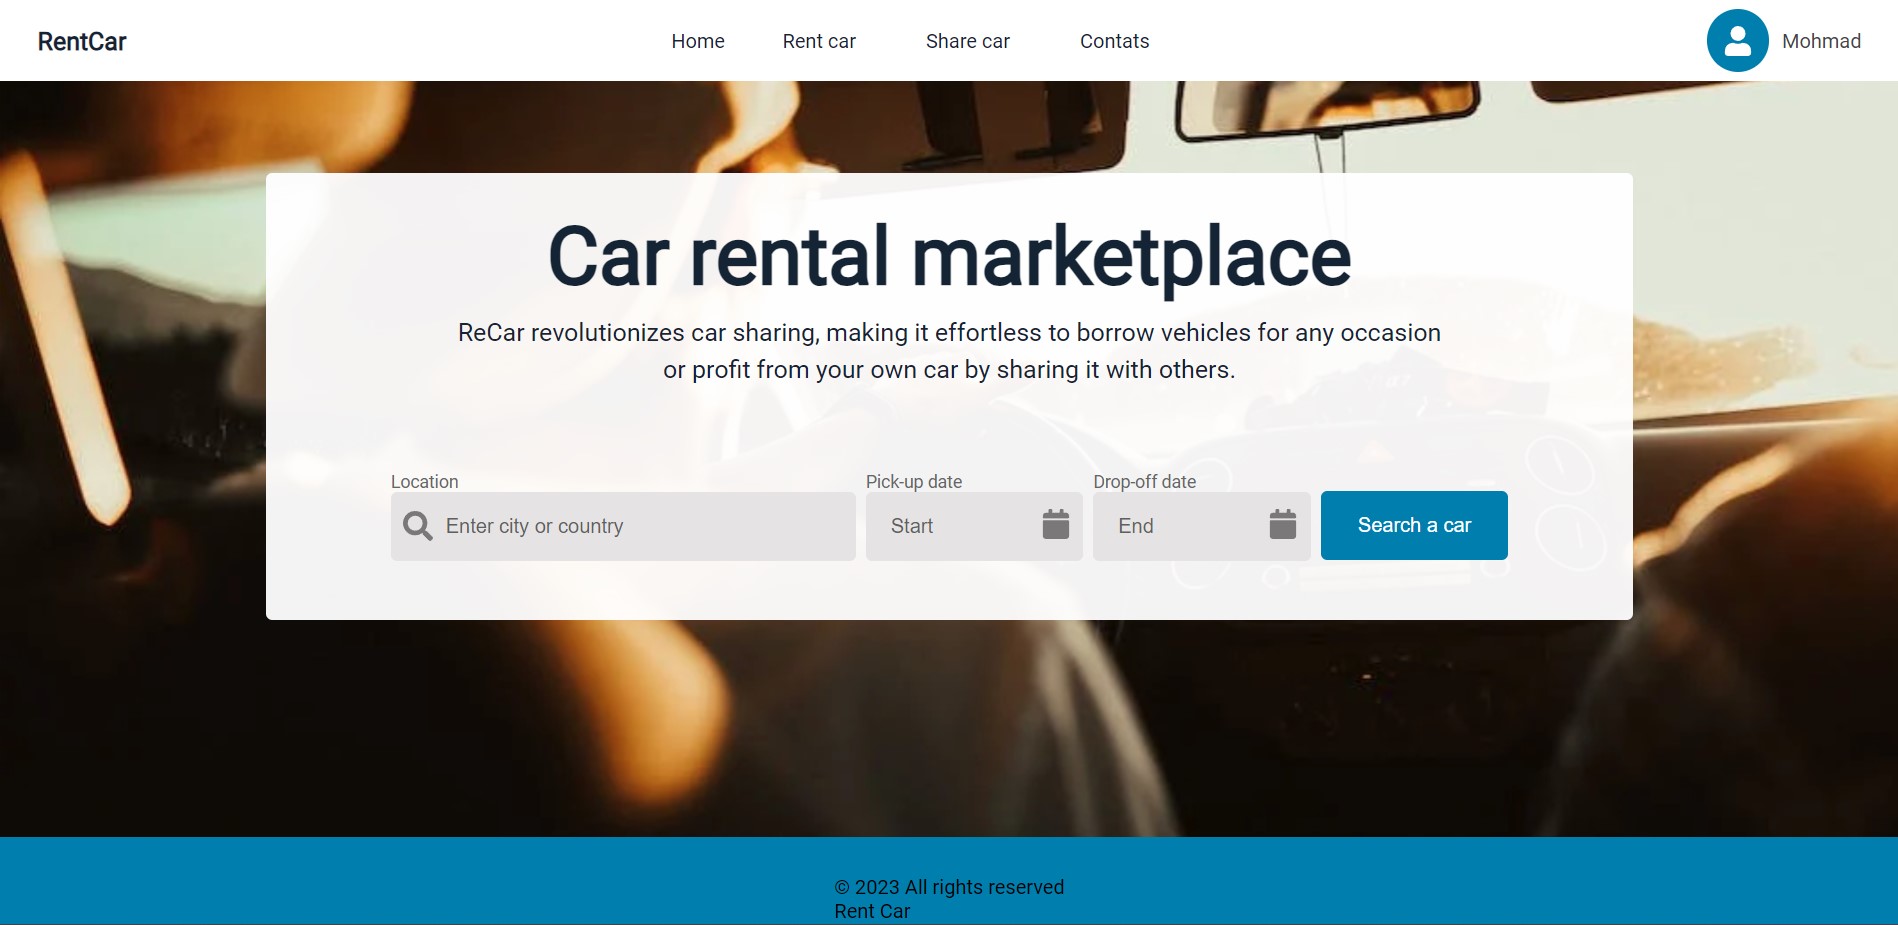 RentCar
Home
Rent car
Share car
Contats
Mohmad
Car rental marketplace
ReCar revolutionizes car sharing, making it effortless to borrow vehicles for any occasion
or profit from your own car by sharing it with others.
Location
Pick-up date
Drop-off date
Enter city or country
Start
End
Search a car
© 2023 All rights reserved
Rent Car